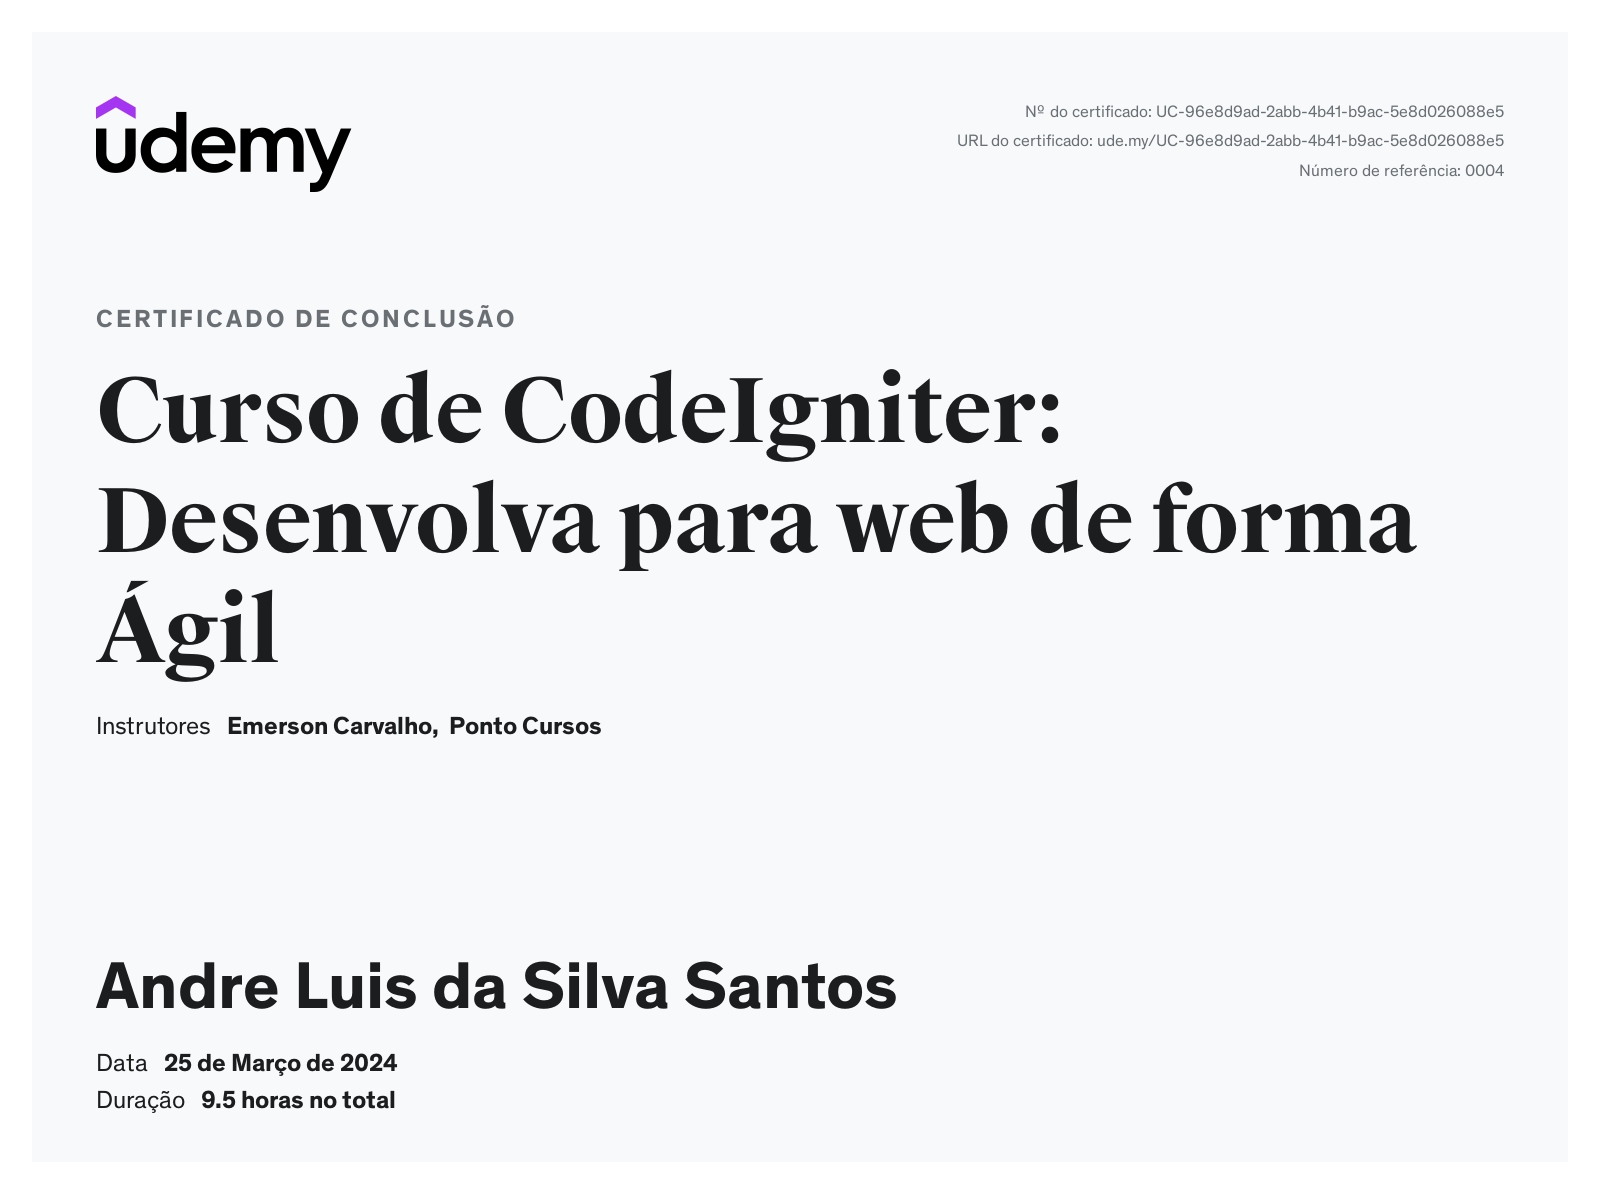 udemy
Nº do certificado: UC-96e8d9ad-2abb-4b41-b9ac-5e8d026088e5
URL do certificado: ude.my/UC-96e8d9ad-2abb-4b41-b9ac-5e8d026088e5
Número de referência: 0004
CERTIFICADO DE CONCLUSÃO
Curso de CodeIgniter:
Desenvolva para web de forma
Ágil
Instrutores Emerson Carvalho, Ponto Cursos
Andre Luis da Silva Santos
Data 25 de Março de 2024
Duração 9.5 horas no total